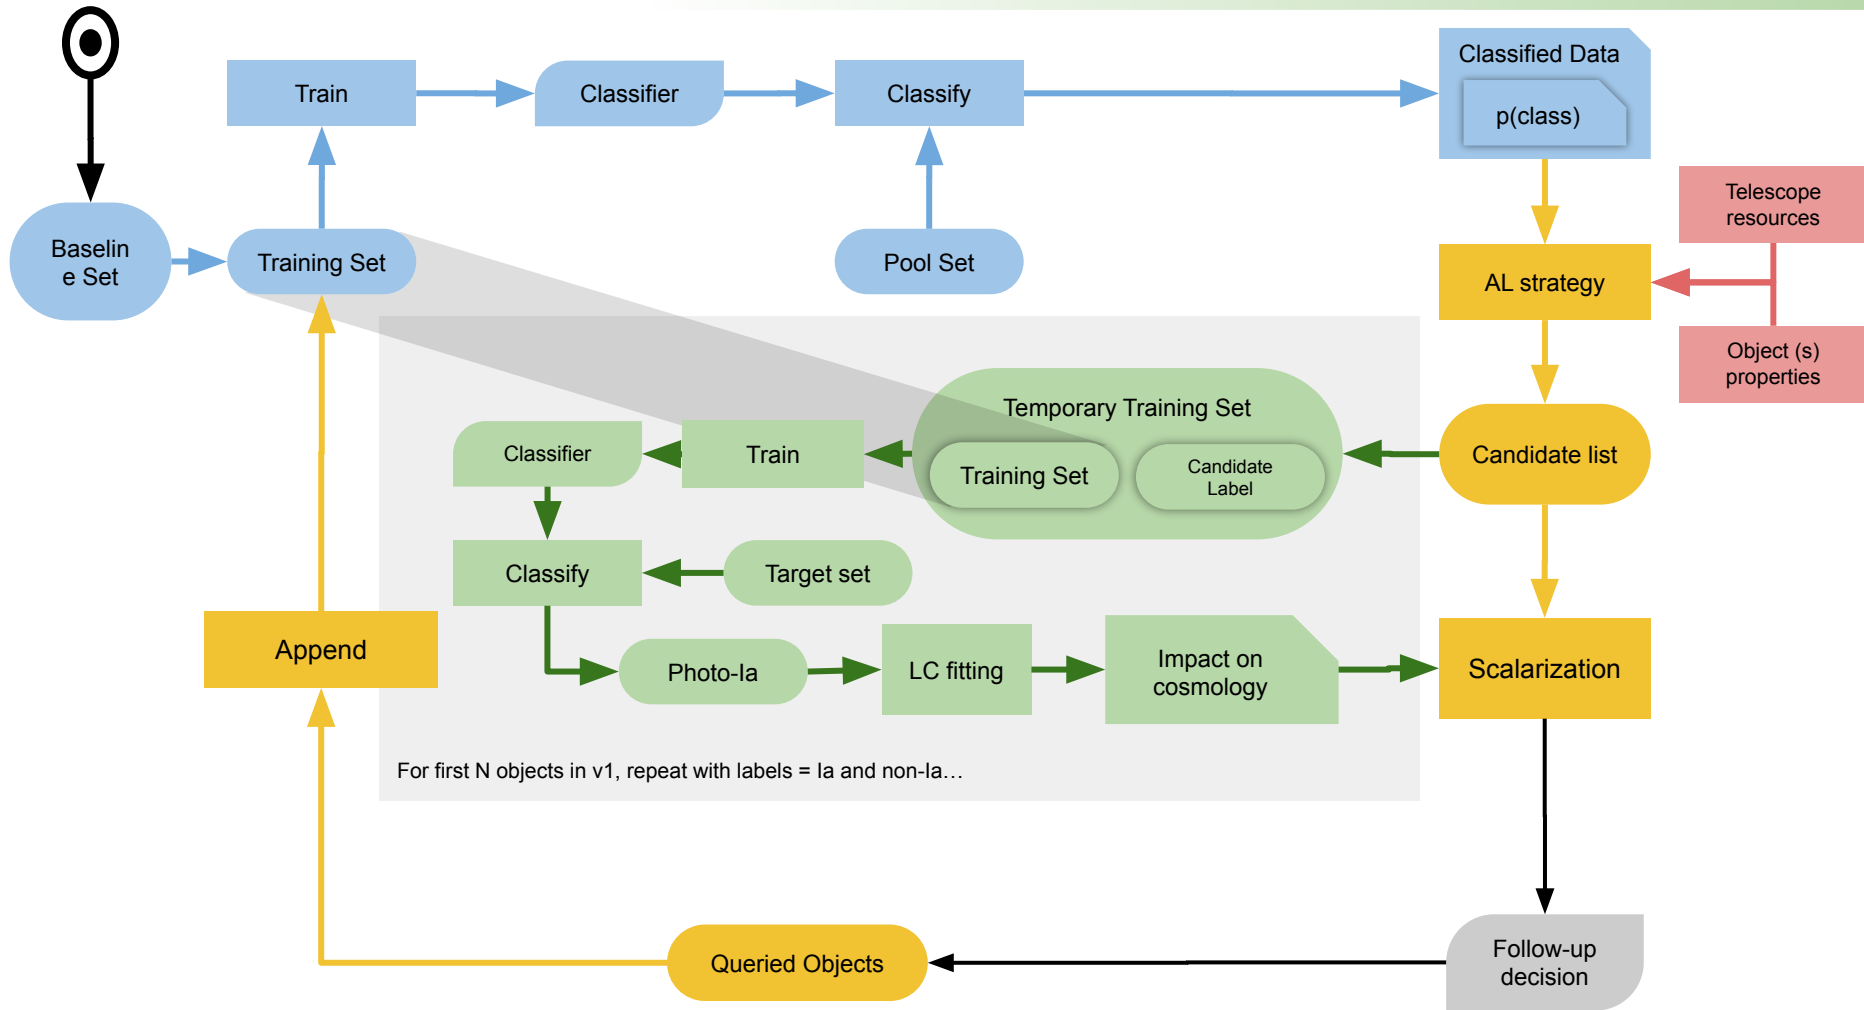 Classified Data
Train
Classifier
Classify
p(class)
Telescope
resources
Baselin
e Set
Training Set
Pool Set
AL strategy
Object (s)
properties
Temporary Training Set
Classifier
Train
Training Set
Candidate
Label
Candidate list
Classify
Target set
Append
Photo-Ia
LC fitting
Impact on
cosmology
Scalarization
For first N objects in v1, repeat with labels = Ia and non-Ia…
Queried Objects
Follow-up
decision